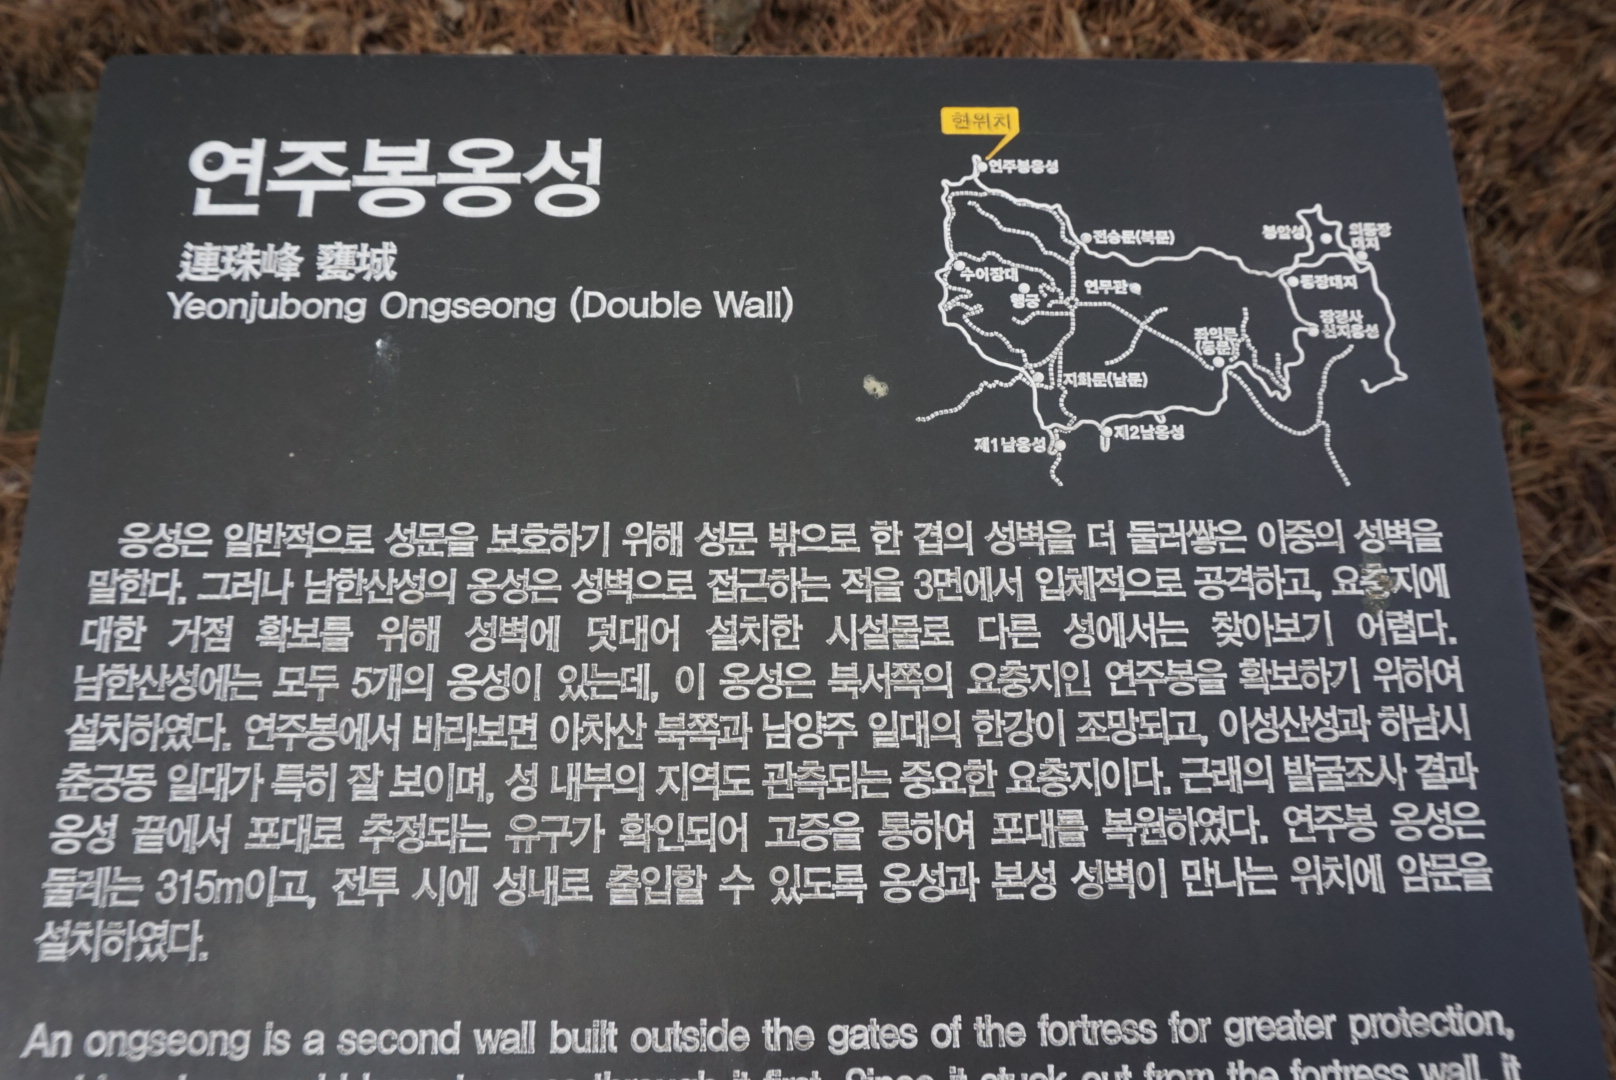 연주봉옹성
連珠峰 甕城
Yeonjubong Ongseong (Double Wall)
현위치
연주봉옹성
전승문(북문)
봉암성
외동장
대지
수어장대
행궁
연무관
동장대지
장경사
신지옹성
좌익문
(동문)
지화문(남문)
제1남옹성
제2남옹성
옹성은 일반적으로 성문을 보호하기 위해 성문 밖으로 한 겹의 성벽을 더 둘러쌓은 이중의 성벽을
말한다. 그러나 남한산성의 옹성은 성벽으로 접근하는 적을 3면에서 입체적으로 공격하고, 요충지에
대한 거점 확보를 위해 성벽에 덧대어 설치한 시설물로 다른 성에서는 찾아보기 어렵다.
남한산성에는 모두 5개의 옹성이 있는데, 이 옹성은 북서쪽의 요충지인 연주봉을 확보하기 위하여
설치하였다. 연주봉에서 바라보면 아차산 북쪽과 남양주 일대의 한강이 조망되고, 이성산성과 하남시
춘궁동 일대가 특히 잘 보이며, 성 내부의 지역도 관측되는 중요한 요충지이다. 근래의 발굴조사 결과
옹성 끝에서 포대로 추정되는 유구가 확인되어 고증을 통하여 포대를 복원하였다. 연주봉 옹성은
둘레는 315m이고, 전투 시에 성내로 출입할 수 있도록 옹성과 본성 성벽이 만나는 위치에 암문을
설치하였다.
An ongseong is a second wall built outside the gates of the fortress for greater protection,
through it first. Since it stuck out from the fortress wall, it